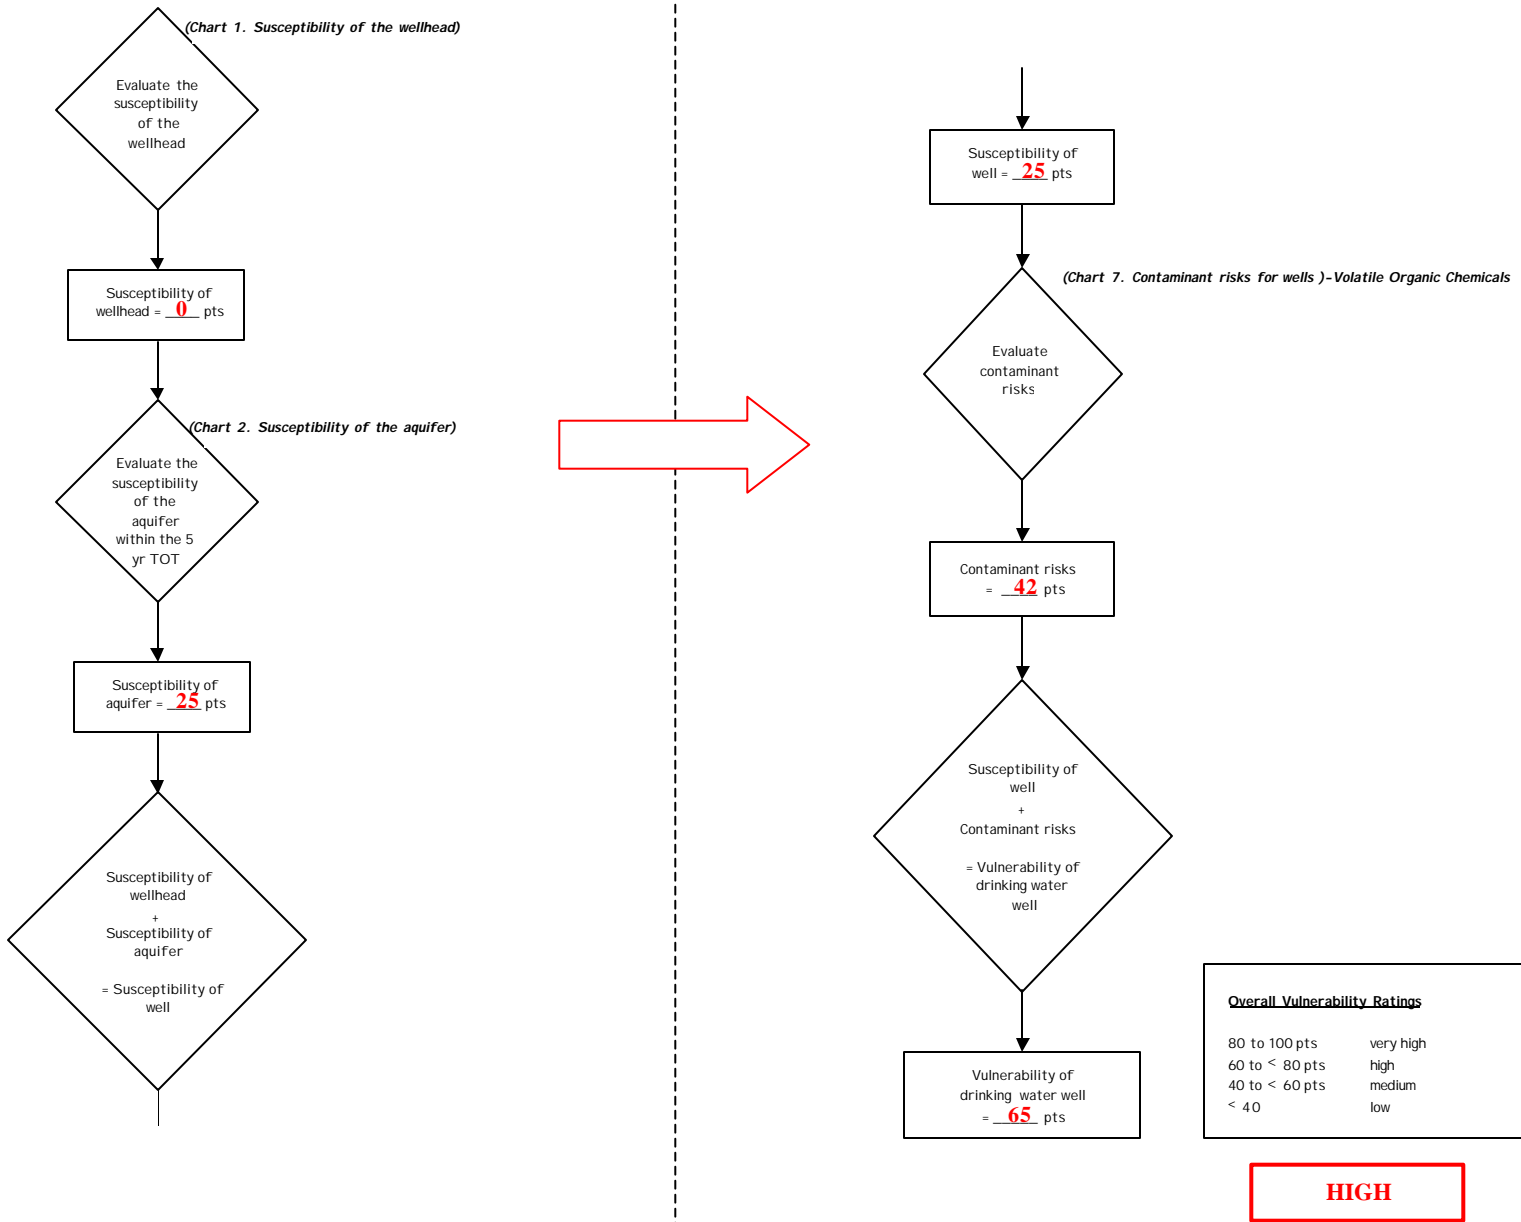 (Chart 1. Susceptibility of the wellhead)
Evaluate the
susceptibility
of the
wellhead
Susceptibility of
wellhead = 0 pts
(Chart 2. Susceptibility of the aquifer)
Evaluate the
susceptibility
of the
aquifer
within the 5
yr TOT
Susceptibility of
aquifer = 25 pts
Susceptibility of
wellhead
+
Susceptibility of
aquifer
= Susceptibility of
well
Susceptibility of
well = 25 pts
(Chart 7. Contaminant risks for wells )-Volatile Organic Chemicals
Evaluate
contaminant
risks
Contaminant risks
= 42 pts
Susceptibility of
well
+
Contaminant risks
= Vulnerability of
drinking water
well
Vulnerability of
drinking water well
= 65 pts
Overall Vulnerability Ratings
80 to 100 pts very high
60 to < 80 pts high
40 to < 60 pts medium
< 40 low
HIGH